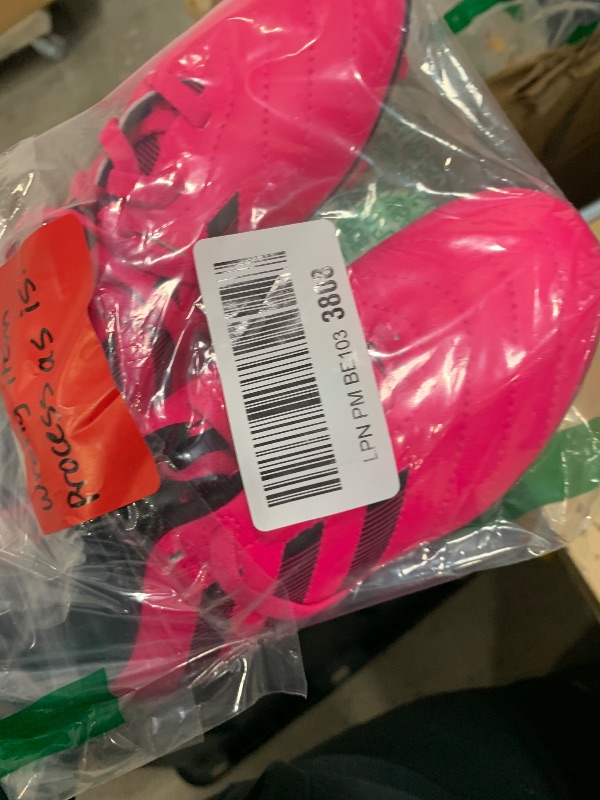 wrong item
Process as is.
LPN PM BE103 3808